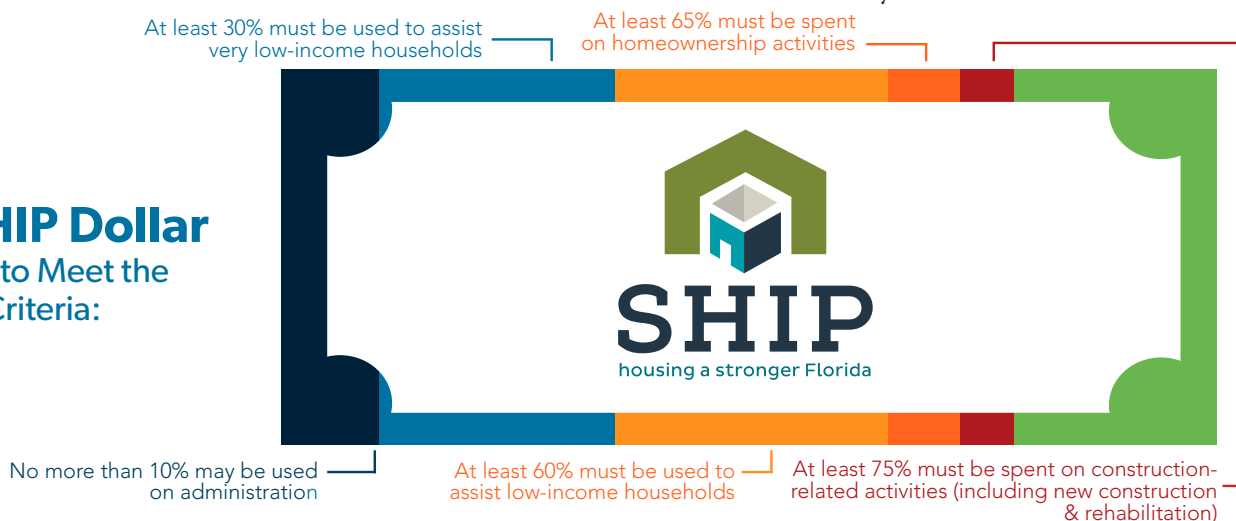 At least 30% must be used to assist
very low-income households
At least 65% must be spent
on homeownership activities
HIP Dollar
to Meet the
Criteria:
SHIP
housing a stronger Florida
No more than 10% may be used
on administration
At least 60% must be used to
assist low-income households
At least 75% must be spent on construction-
related activities (including new construction
& rehabilitation)